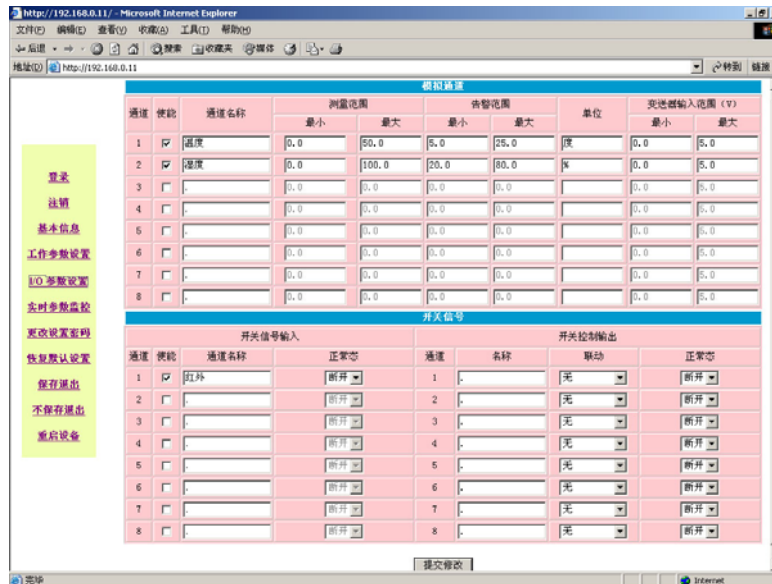 http://192.168.0.11/ - Microsoft Internet Explorer
文件(F) 编辑(E) 查看(V) 收藏(A) 工具(T) 帮助(H)
后退 搜索 收藏夹 媒体
地址(D) http://192.168.0.11 转到 链接
登录
注销
基本信息
工作参数设置
I/O 参数设置
实时参数监控
更改设置密码
恢复默认设置
保存退出
不保存退出
重启设备
模拟通道
通道 使能 通道名称 测量范围 告警范围 单位 变送器输入范围（V）
最小 最大 最小 最大 最小 最大
1 温度 0.0 50.0 5.0 25.0 度 0.0 5.0
2 湿度 0.0 100.0 20.0 80.0 % 0.0 5.0
3 . 0.0 0.0 0.0 0.0 0.0 5.0
4 . 0.0 0.0 0.0 0.0 0.0 5.0
5 . 0.0 0.0 0.0 0.0 0.0 5.0
6 . 0.0 0.0 0.0 0.0 0.0 5.0
7 . 0.0 0.0 0.0 0.0 0.0 5.0
8 . 0.0 0.0 0.0 0.0 0.0 5.0
开关信号
开关信号输入 开关控制输出
通道 使能 通道名称 正常态 通道 名称 联动 正常态
1 红外 断开 1 . 无 断开
2 . 断开 2 . 无 断开
3 . 断开 3 . 无 断开
4 . 断开 4 . 无 断开
5 . 断开 5 . 无 断开
6 . 断开 6 . 无 断开
7 . 断开 7 . 无 断开
8 . 断开 8 . 无 断开
提交修改
完毕 Internet